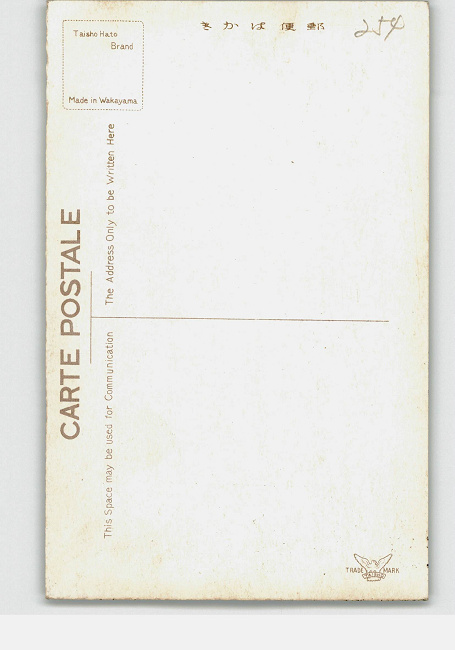 Taisho Hato
Brand
Made in Wakayama
きかは便郵
254
CARTE POSTALE
The Address Only to be Written Here
This Space may be used for Communication
TRADE MARK
TAISHO